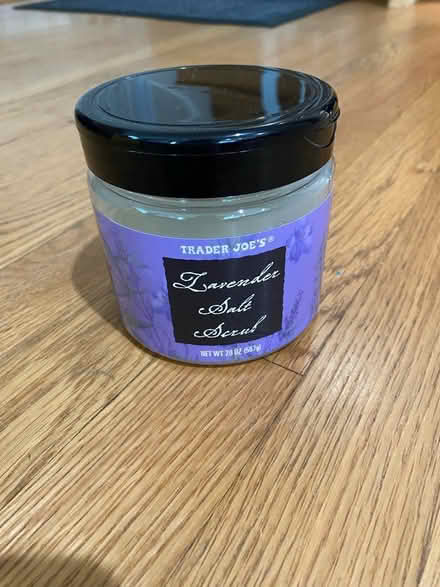 TRADER JOE'S®
Lavender
Salt
Scrub
NET WT 20 OZ (567g)